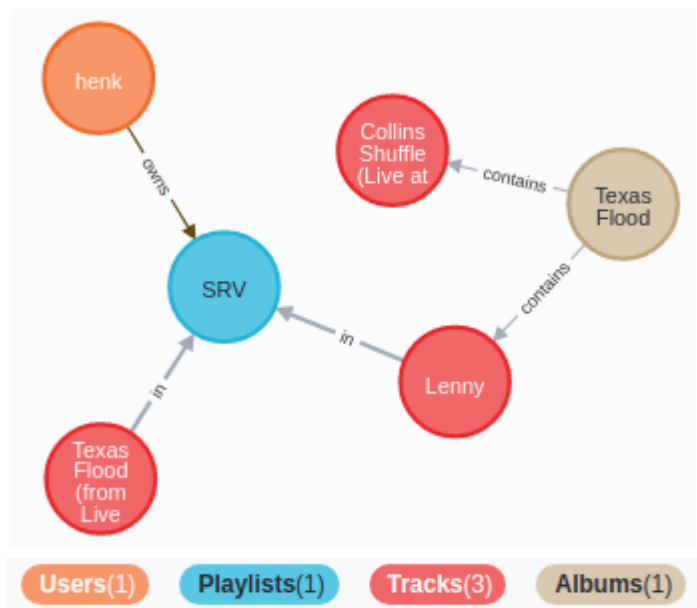 henk
owns
Collins
Shuffle
(Live at
contains
Texas
Flood
contains
SRV
in
Lenny
in
Texas
Flood
(from
Live
Users(1) Playlists(1) Tracks(3) Albums(1)